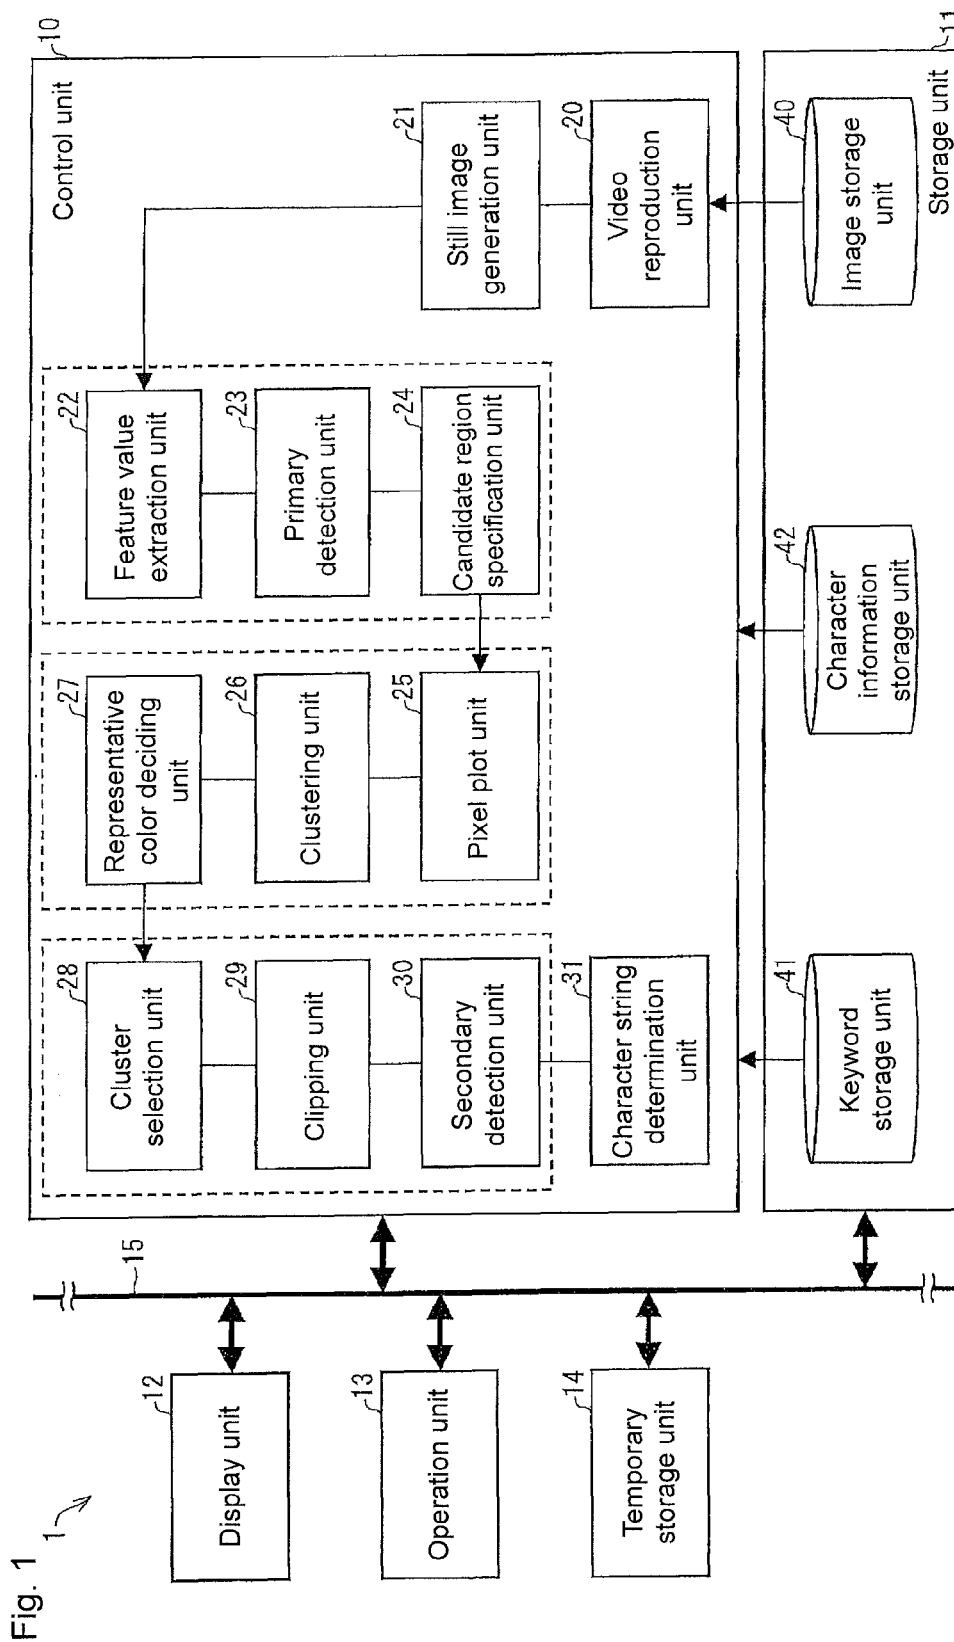 Fig. 1
1
12
Display unit
13
Operation unit
14
Temporary
storage unit
15
10
Control unit
28
Cluster
selection unit
29
Clipping unit
30
Secondary
detection unit
31
Character string
determination
unit
27
Representative
color deciding
unit
26
Clustering unit
25
Pixel plot unit
22
Feature value
extraction unit
23
Primary
detection unit
24
Candidate region
specification unit
21
Still image
generation unit
20
Video
reproduction
unit
41
Keyword
storage unit
42
Character
information
storage unit
40
Image storage
unit
Storage unit
11